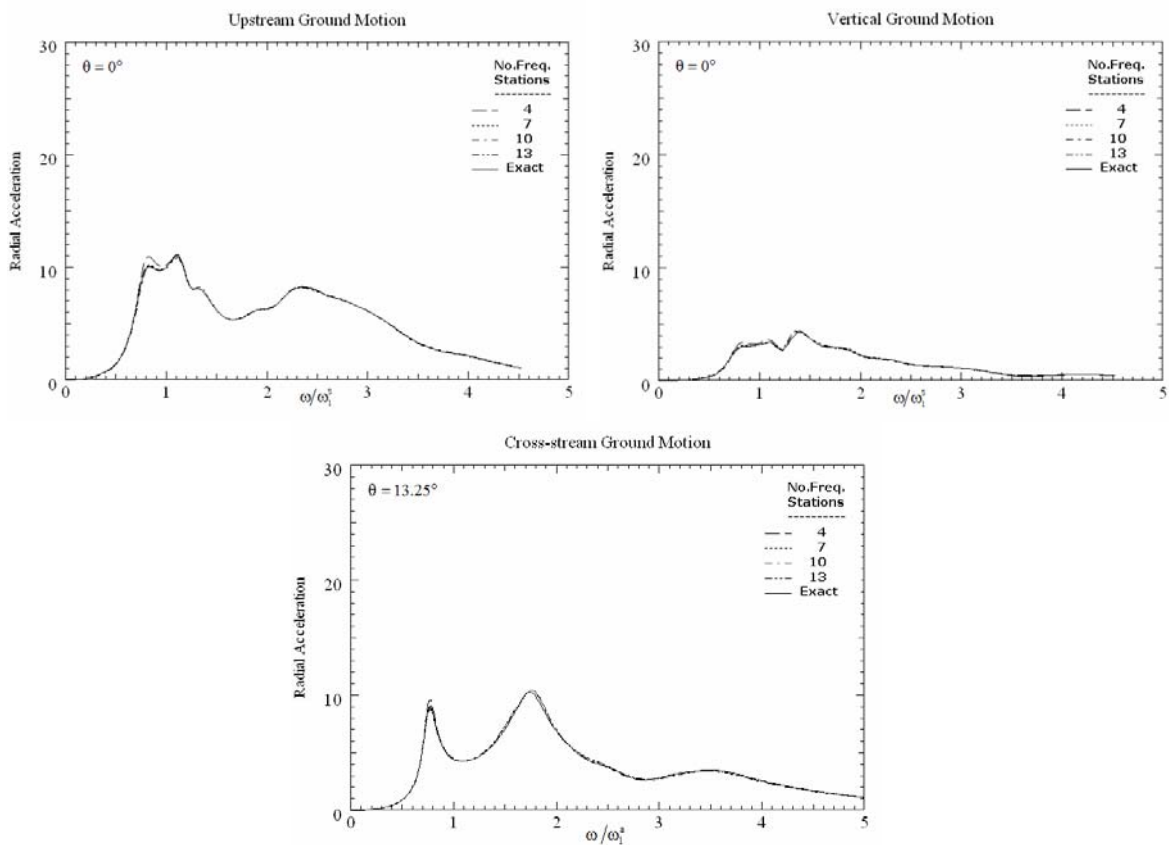 Upstream Ground Motion
30
20
10
0
0 1 2 3 4 5
Radial Acceleration
θ = 0°
No.Freq.
Stations
4
7
10
13
Exact
ω/ω₁ˢ
Vertical Ground Motion
30
20
10
0
0 1 2 3 4 5
Radial Acceleration
θ = 0°
No.Freq.
Stations
4
7
10
13
Exact
ω/ω₁ˢ
Cross-stream Ground Motion
30
20
10
0
0 1 2 3 4 5
Radial Acceleration
θ = 13.25°
No.Freq.
Stations
4
7
10
13
Exact
ω/ω₁ᵃ